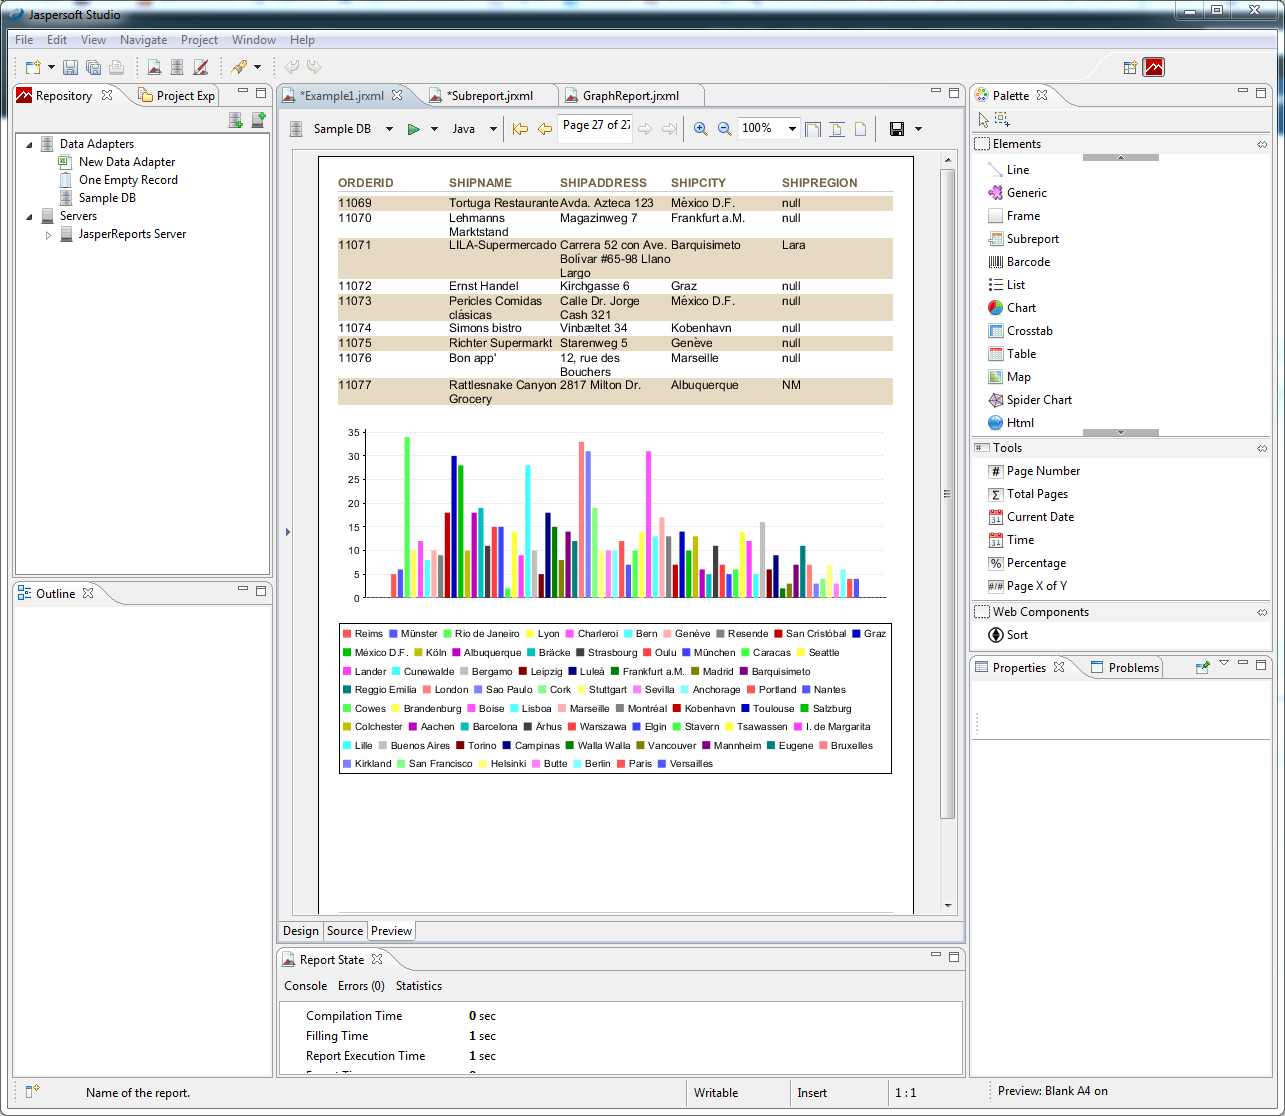 Jaspersoft Studio
File Edit View Navigate Project Window Help
Repository
Project Exp
Data Adapters
New Data Adapter
One Empty Record
Sample DB
Servers
JasperReports Server
Outline
*Example1.jrxml
*Subreport.jrxml
GraphReport.jrxml
Sample DB
Java
Page 27 of 27
100%
ORDERID SHIPNAME SHIPADDRESS SHIPCITY SHIPREGION
11069 Tortuga Restaurante Avda. Azteca 123 México D.F. null
11070 Lehmanns Magazinweg 7 Frankfurt a.M. null
Marktstand
11071 LILA-Supermercado Carrera 52 con Ave. Barquisimeto Lara
Bolívar #65-98 Llano
Largo
11072 Ernst Handel Kirchgasse 6 Graz null
11073 Pericles Comidas Calle Dr. Jorge México D.F. null
clásicas Cash 321
11074 Simons bistro Vinbæltet 34 Kobenhavn null
11075 Richter Supermarkt Starenweg 5 Genève null
11076 Bon app' 12, rue des Marseille null
Bouchers
11077 Rattlesnake Canyon 2817 Milton Dr. Albuquerque NM
Grocery
35
30
25
20
15
10
5
0
Reims Münster Rio de Janeiro Lyon Charleroi Bern Genève Resende San Cristóbal Graz
México D.F. Köln Albuquerque Bräcke Strasbourg Oulu München Caracas Seattle
Lander Cunewalde Bergamo Leipzig Luleå Frankfurt a.M. Madrid Barquisimeto
Reggio Emilia London Sao Paulo Cork Stuttgart Sevilla Anchorage Portland Nantes
Cowes Brandenburg Boise Lisboa Marseille Montréal Kobenhavn Toulouse Salzburg
Colchester Aachen Barcelona Århus Warszawa Elgin Stavern Tsawassen I. de Margarita
Lille Buenos Aires Torino Campinas Walla Walla Vancouver Mannheim Eugene Bruxelles
Kirkland San Francisco Helsinki Butte Berlin Paris Versailles
Design Source Preview
Report State
Console Errors (0) Statistics
Compilation Time 0 sec
Filling Time 1 sec
Report Execution Time 1 sec
Palette
Elements
Line
Generic
Frame
Subreport
Barcode
List
Chart
Crosstab
Table
Map
Spider Chart
Html
Tools
# Page Number
Σ Total Pages
31 Current Date
31 Time
% Percentage
#/# Page X of Y
Web Components
Sort
Properties
Problems
Name of the report.
Writable
Insert
1 : 1
Preview: Blank A4 on